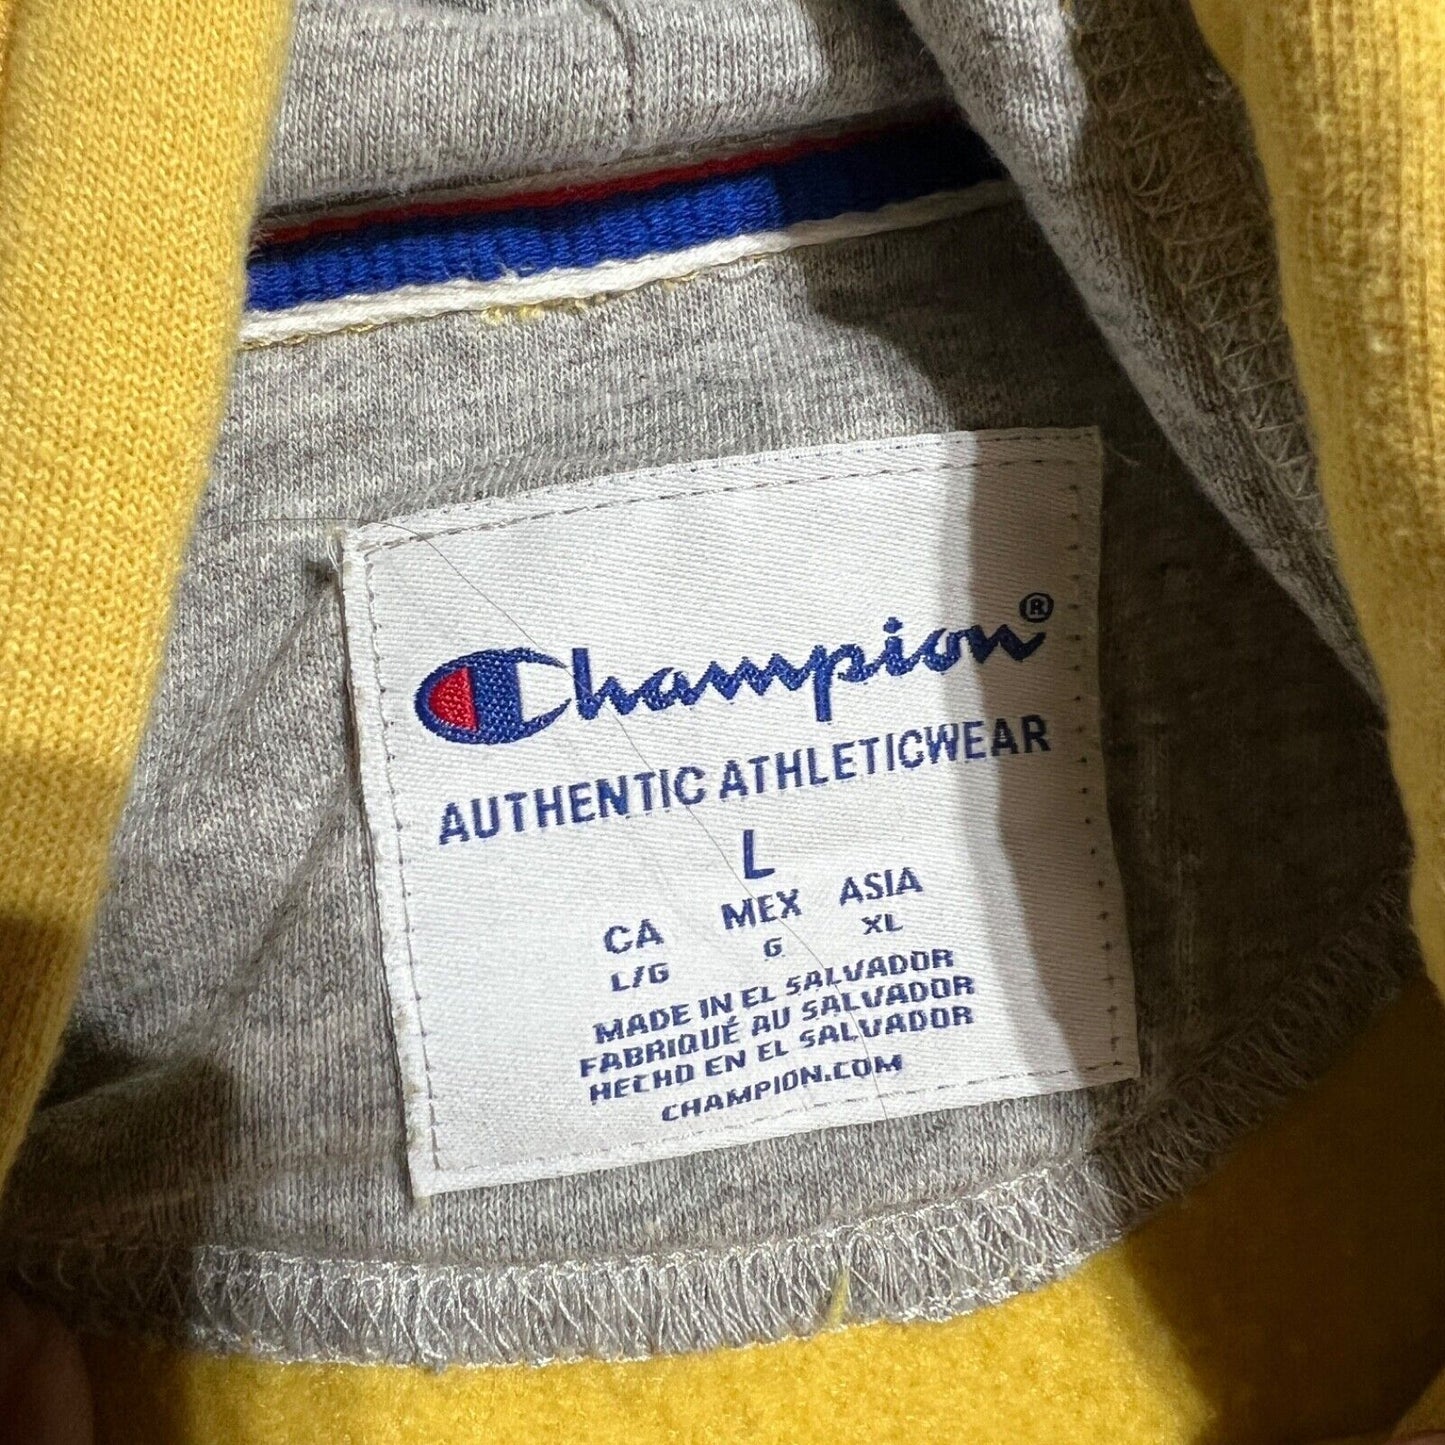 Champion®
AUTHENTIC ATHLETICWEAR
L
CA MEX ASIA
L/G G XL
MADE IN EL SALVADOR
FABRIQUÉ AU SALVADOR
HECHO EN EL SALVADOR
CHAMPION.COM